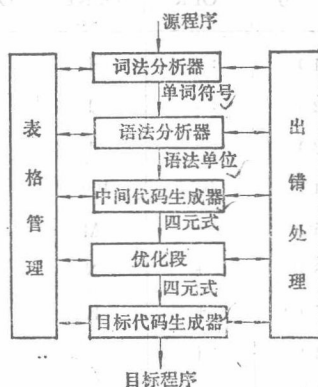 源程序
词法分析器
单词符号
语法分析器
语法单位
中间代码生成器
四元式
优化段
四元式
目标代码生成器
目标程序
表格管理
出错处理